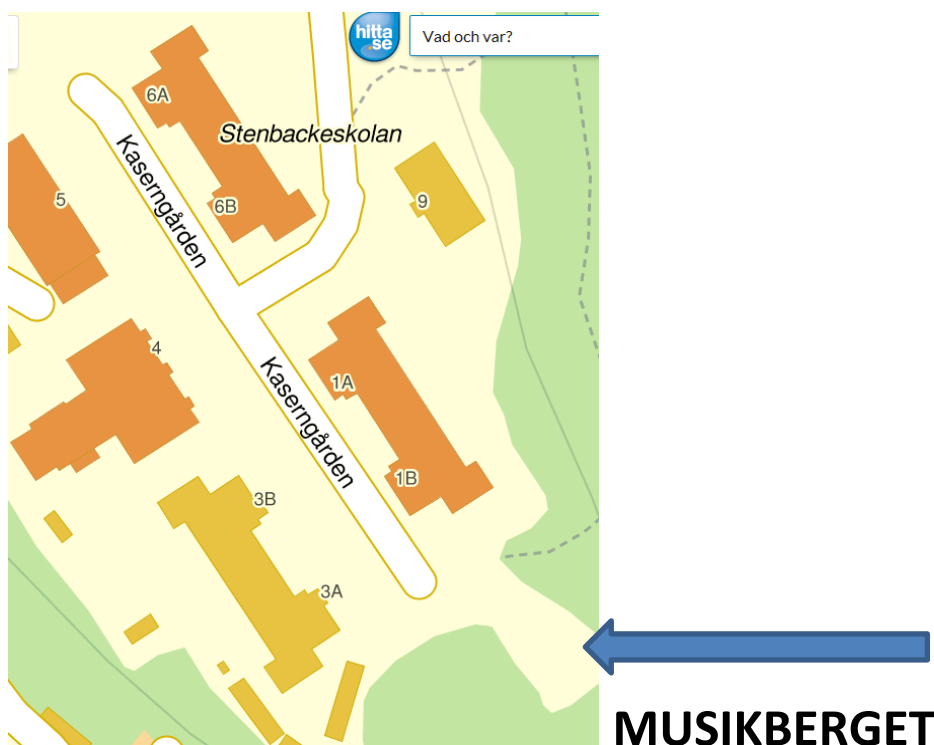 hitta
.se
Vad och var?
6A
Stenbackeskolan
Kaserngården
5
6B
9
4
1A
Kaserngården
1B
3B
3A
MUSIKBERGET